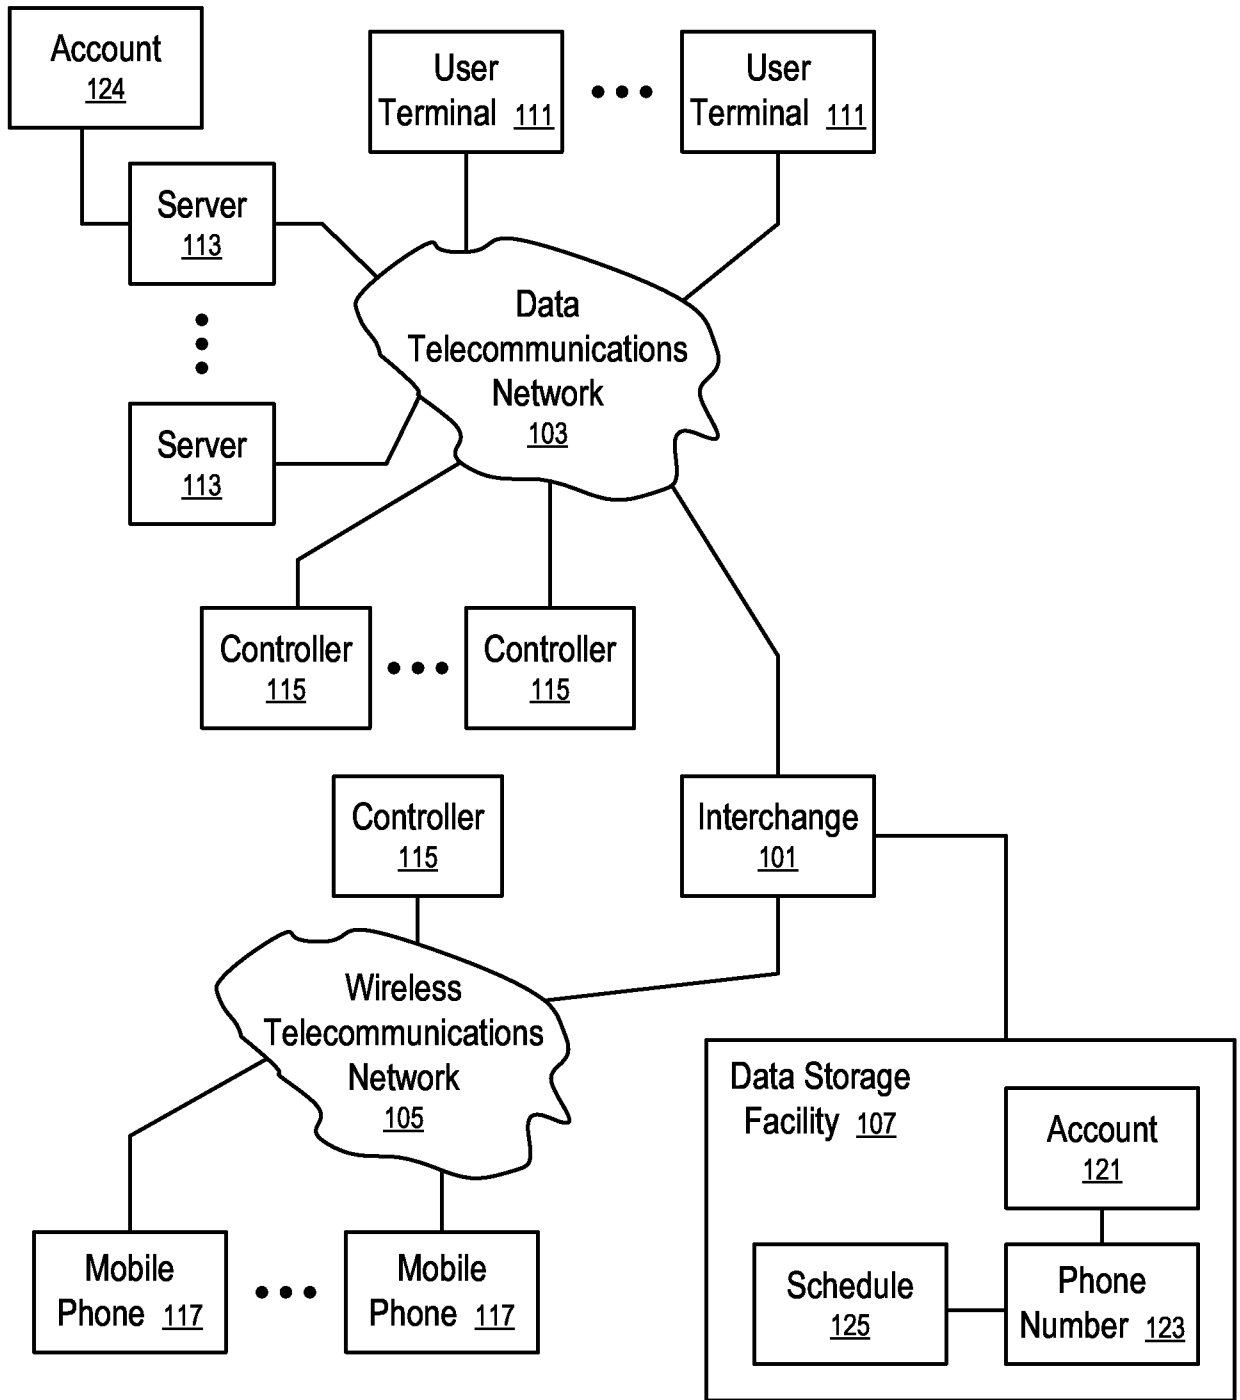 Account
124
User
Terminal 111
User
Terminal 111
Server
113
Data
Telecommunications
Network
103
Server
113
Controller
115
Controller
115
Controller
115
Interchange
101
Wireless
Telecommunications
Network
105
Data Storage
Facility 107
Account
121
Mobile
Phone 117
Mobile
Phone 117
Schedule
125
Phone
Number 123